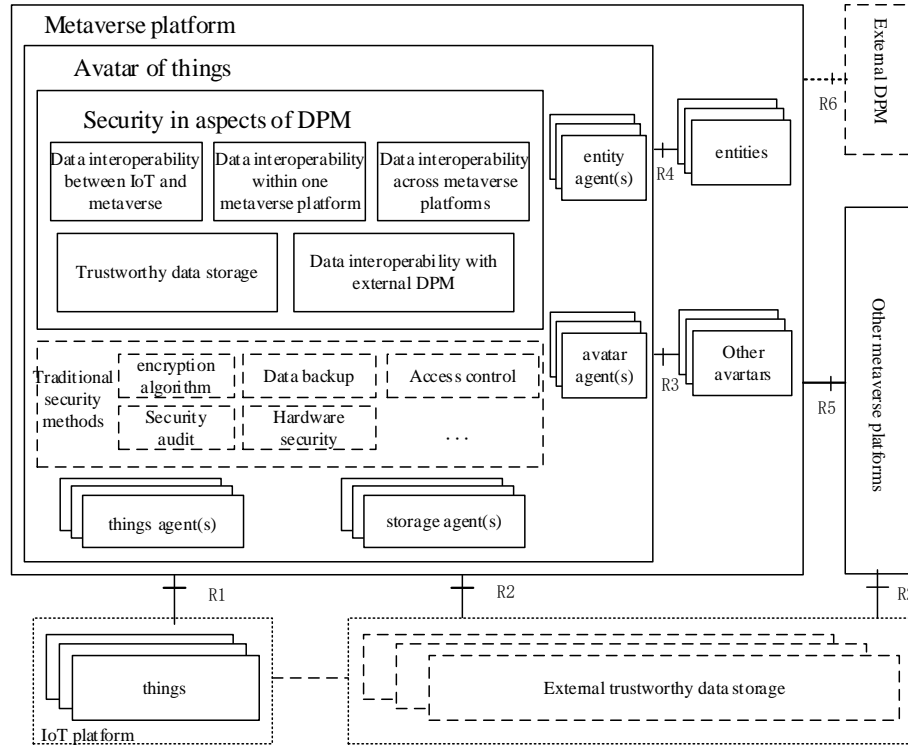 Metaverse platform
Avatar of things
Security in aspects of DPM
Data interoperability
between IoT and
metaverse
Data interoperability
within one
metaverse platform
Data interoperability
across metaverse
platforms
Trustworthy data storage
Data interoperability with
external DPM
entity
agent(s)
R4
entities
R6
External DPM
Traditional
security
methods
encryption
algorithm
Data backup
Access control
Security
audit
Hardware
security
...
avatar
agent(s)
R3
Other
avartars
R5
Other metaverse platforms
things agent(s)
storage agent(s)
R1
R2
R2
things
IoT platform
External trustworthy data storage